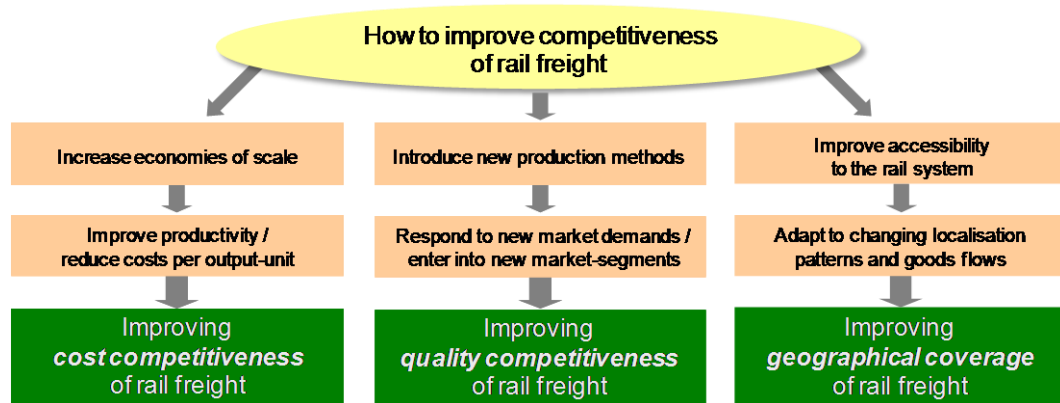 How to improve competitiveness
of rail freight
Increase economies of scale
Improve productivity /
reduce costs per output-unit
Improving
cost competitiveness
of rail freight
Introduce new production methods
Respond to new market demands /
enter into new market-segments
Improving
quality competitiveness
of rail freight
Improve accessibility
to the rail system
Adapt to changing localisation
patterns and goods flows
Improving
geographical coverage
of rail freight